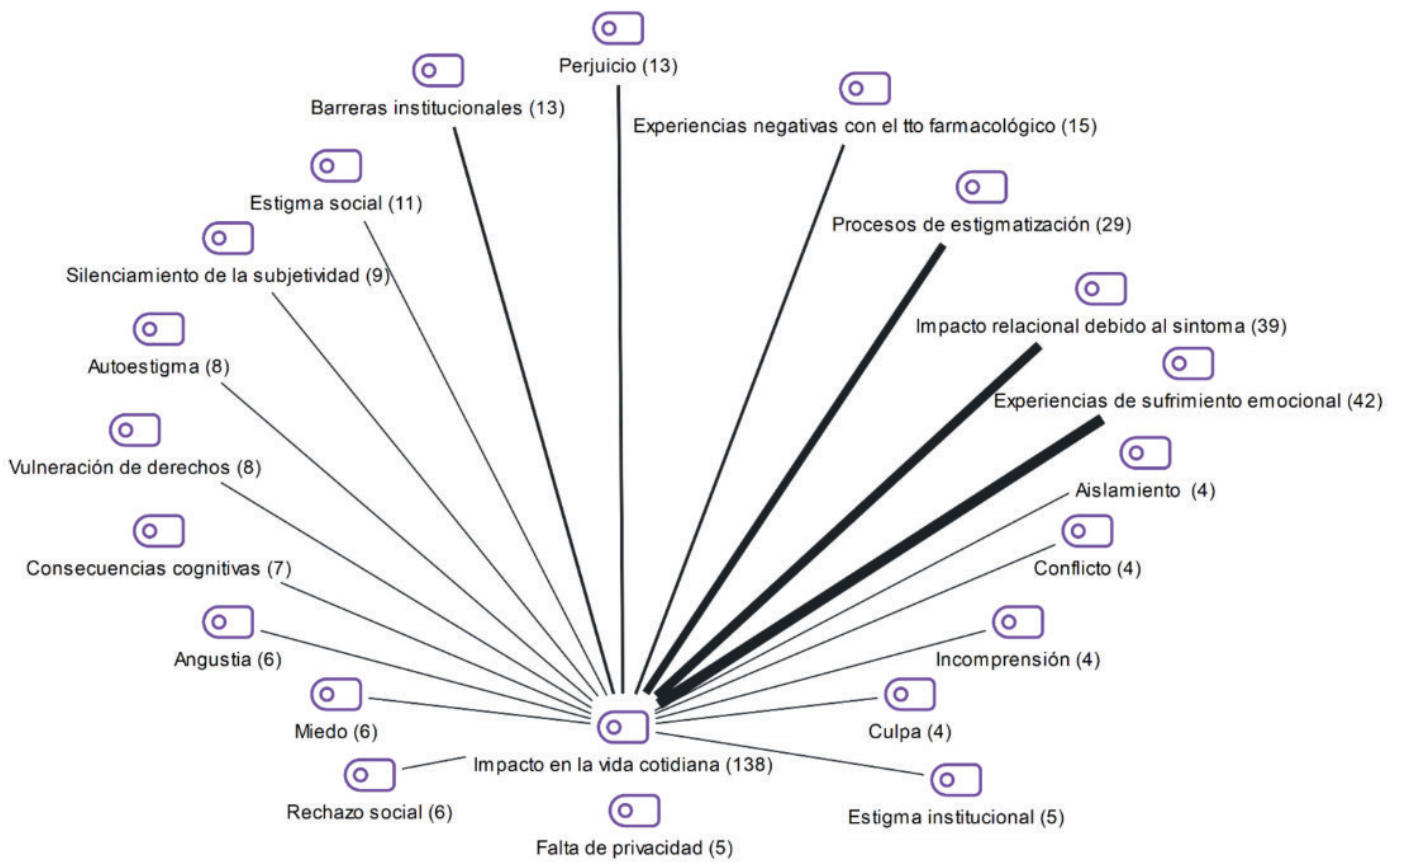 Perjuicio (13)
Barreras institucionales (13)
Experiencias negativas con el tto farmacológico (15)
Estigma social (11)
Procesos de estigmatización (29)
Silenciamiento de la subjetividad (9)
Impacto relacional debido al sintoma (39)
Autoestigma (8)
Experiencias de sufrimiento emocional (42)
Vulneración de derechos (8)
Aislamiento (4)
Consecuencias cognitivas (7)
Conflicto (4)
Angustia (6)
Incomprensión (4)
Miedo (6)
Culpa (4)
Impacto en la vida cotidiana (138)
Rechazo social (6)
Estigma institucional (5)
Falta de privacidad (5)